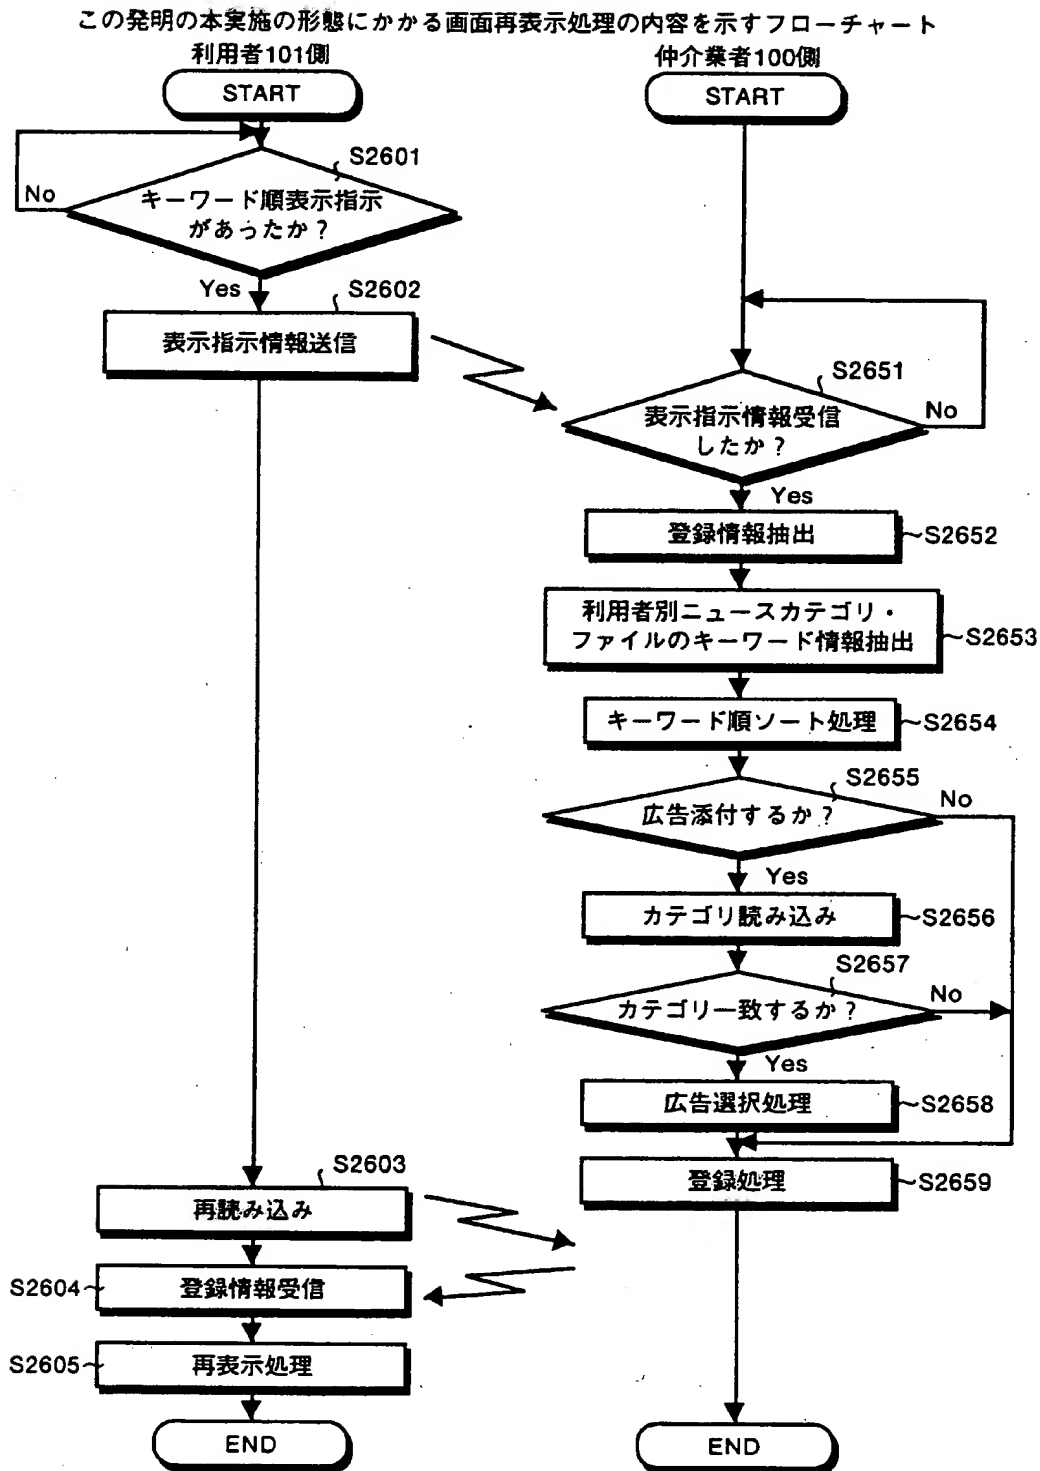 この発明の本実施の形態にかかる画面再表示処理の内容を示すフローチャート
利用者101側
START
S2601
No
キーワード順表示指示
があったか？
Yes
S2602
表示指示情報送信
S2603
再読み込み
S2604
登録情報受信
S2605
再表示処理
END
仲介業者100側
START
S2651
表示指示情報受信
したか？
No
Yes
登録情報抽出
S2652
利用者別ニュースカテゴリ・
ファイルのキーワード情報抽出
S2653
キーワード順ソート処理
S2654
S2655
広告添付するか？
No
Yes
カテゴリ読み込み
S2656
S2657
カテゴリ一致するか？
No
Yes
広告選択処理
S2658
登録処理
S2659
END